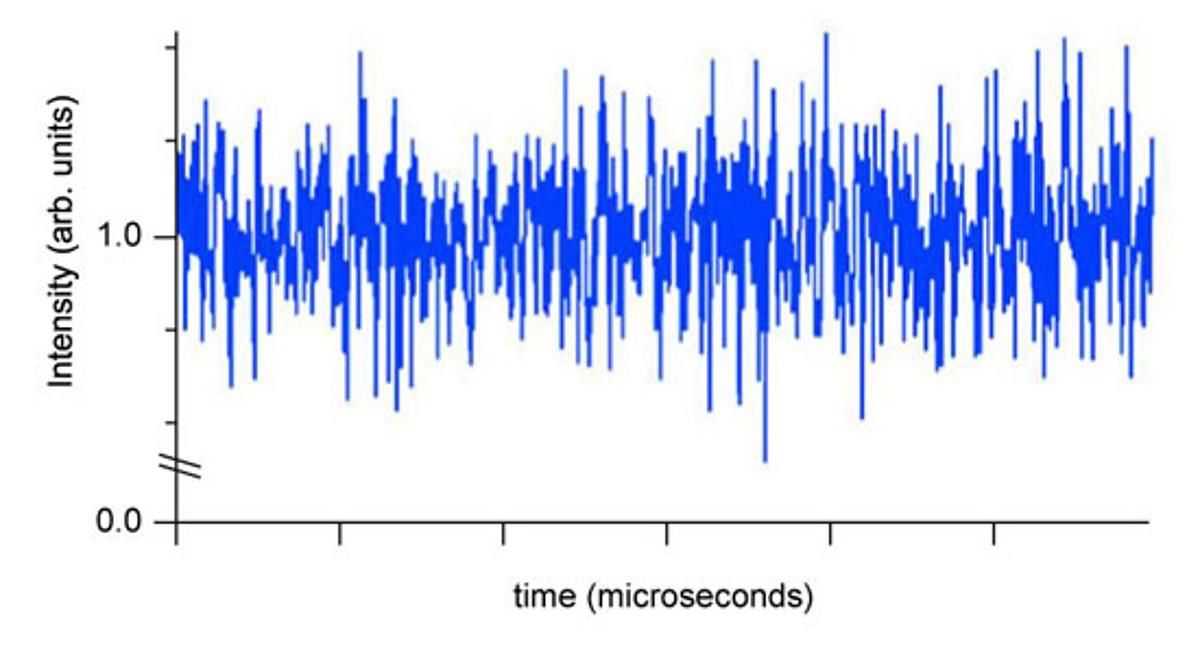 Intensity (arb. units)
1.0
0.0
time (microseconds)